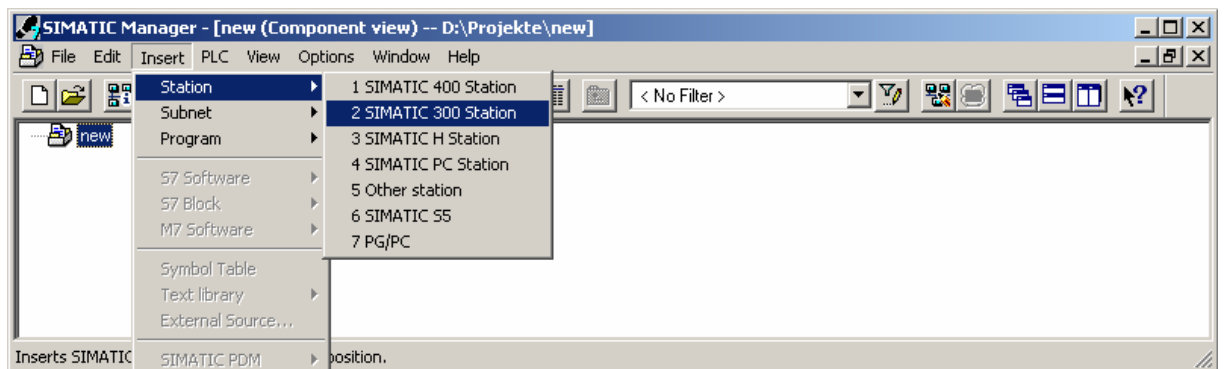 SIMATIC Manager - [new (Component view) -- D:\Projekte\new]
File Edit Insert PLC View Options Window Help
< No Filter >
new
Station
Subnet
Program
S7 Software
S7 Block
M7 Software
Symbol Table
Text library
External Source...
SIMATIC PDM
1 SIMATIC 400 Station
2 SIMATIC 300 Station
3 SIMATIC H Station
4 SIMATIC PC Station
5 Other station
6 SIMATIC S5
7 PG/PC
Inserts SIMATIC position.